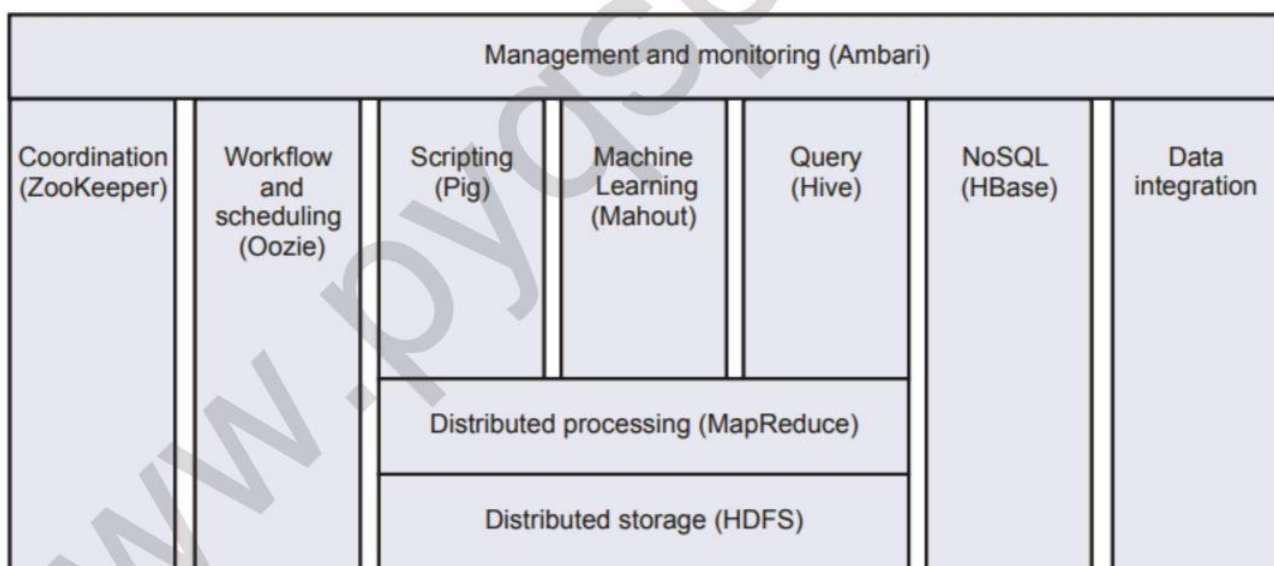 Management and monitoring (Ambari)
Coordination
(ZooKeeper)
Workflow
and
scheduling
(Oozie)
Scripting
(Pig)
Machine
Learning
(Mahout)
Query
(Hive)
NoSQL
(HBase)
Data
integration
Distributed processing (MapReduce)
Distributed storage (HDFS)
w.pyqsp